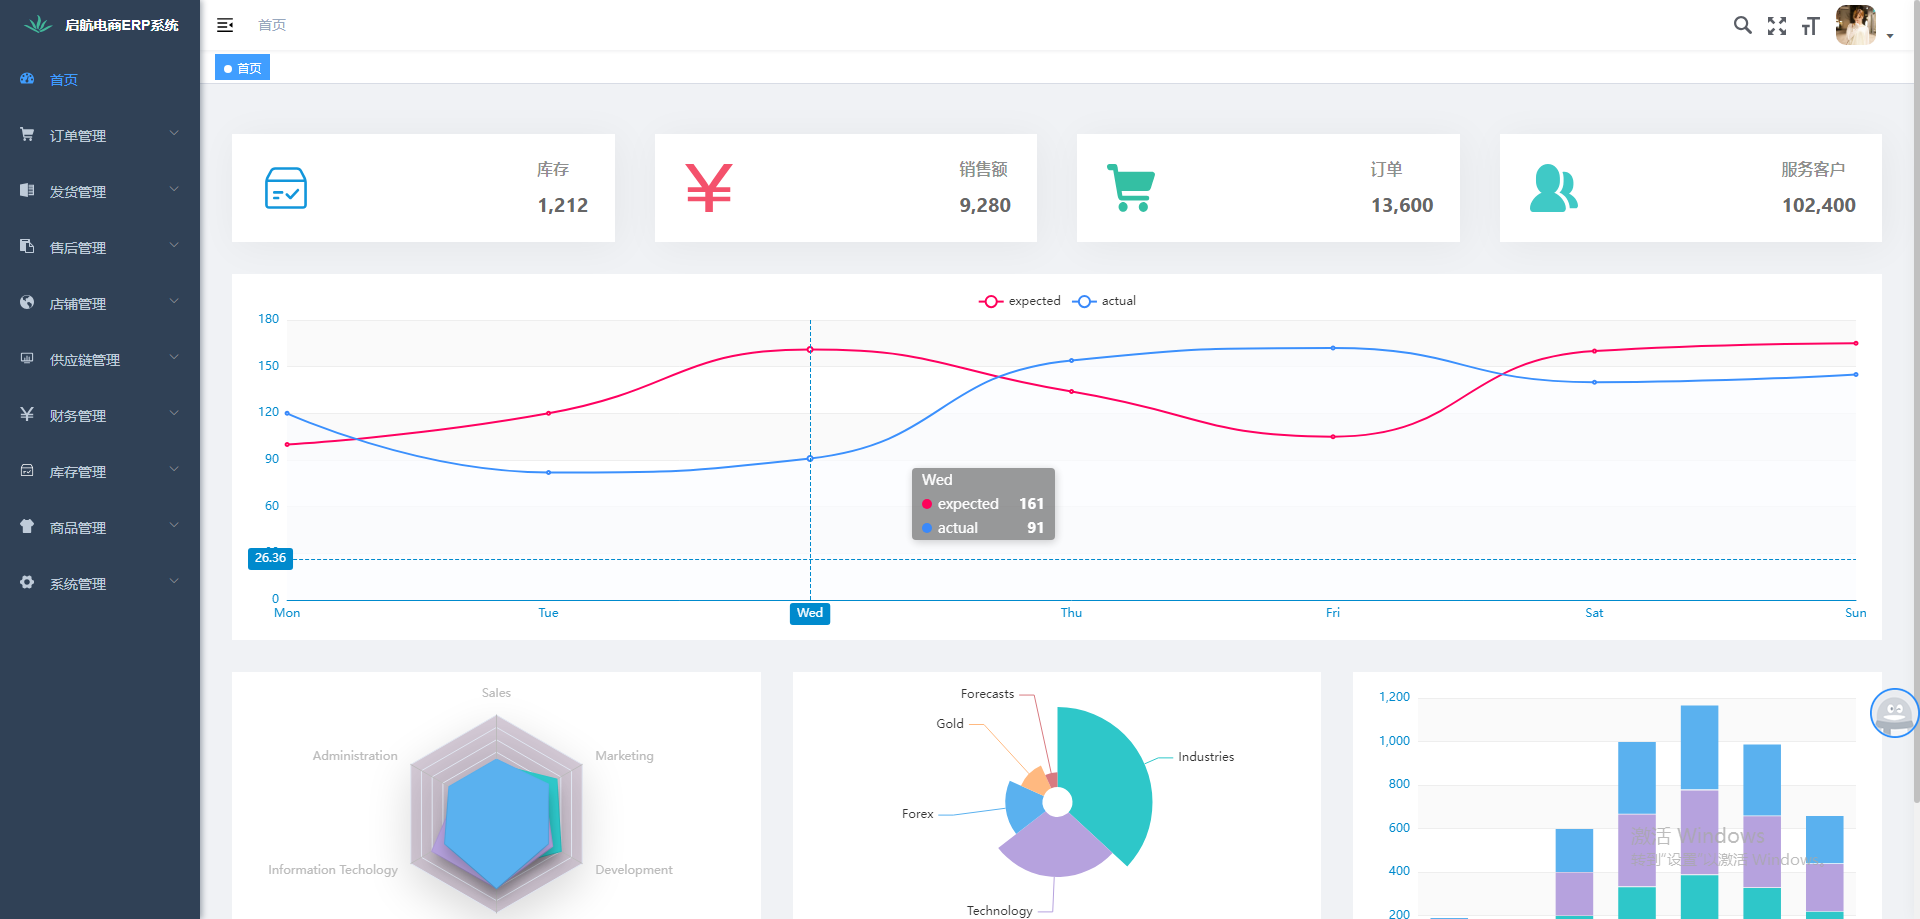 启航电商ERP系统
首页
首页
首页
订单管理
发货管理
售后管理
店铺管理
供应链管理
财务管理
库存管理
商品管理
系统管理
库存
1,212
销售额
9,280
订单
13,600
服务客户
102,400
expected actual
180
150
120
90
60
26.36
0
Mon Tue Wed Thu Fri Sat Sun
Wed
expected 161
actual 91
Sales
Administration
Marketing
Information Techology
Development
Forecasts
Gold
Industries
Forex
Technology
1,200
1,000
800
600
400
200
激活 Windows
转到"设置"以激活 Windows